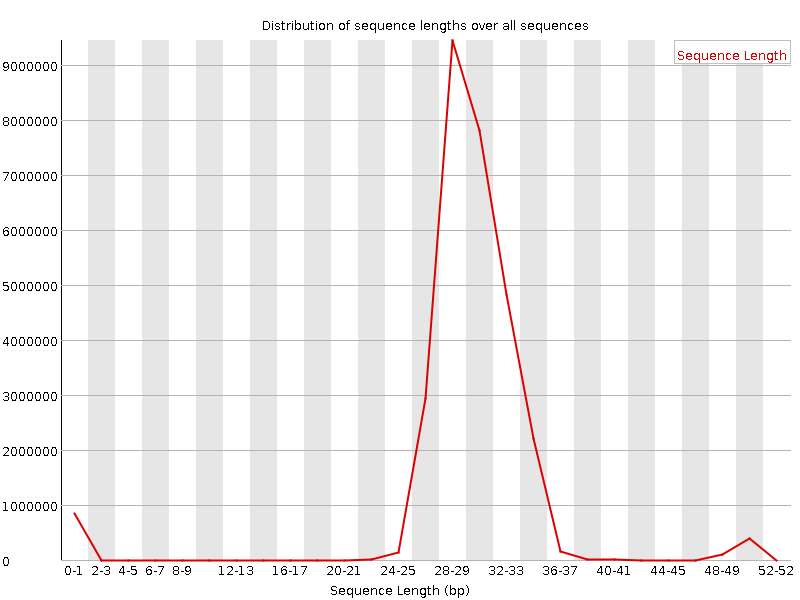 Distribution of sequence lengths over all sequences
Sequence Length
9000000
8000000
7000000
6000000
5000000
4000000
3000000
2000000
1000000
0
0-1 2-3 4-5 6-7 8-9 12-13 16-17 20-21 24-25 28-29 32-33 36-37 40-41 44-45 48-49 52-52
Sequence Length (bp)